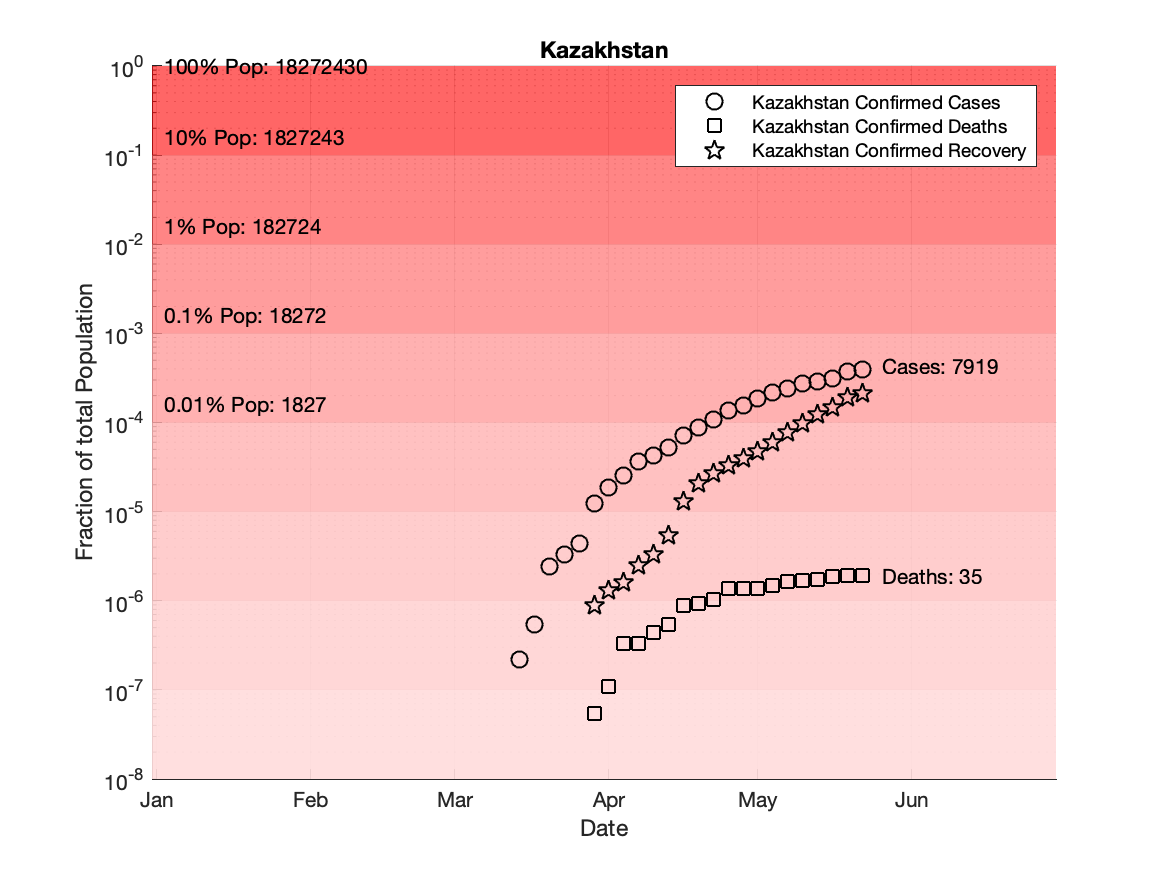 Kazakhstan
10^0
100% Pop: 18272430
Kazakhstan Confirmed Cases
Kazakhstan Confirmed Deaths
Kazakhstan Confirmed Recovery
10% Pop: 1827243
10^-1
1% Pop: 182724
10^-2
0.1% Pop: 18272
10^-3
Cases: 7919
0.01% Pop: 1827
10^-4
10^-5
Deaths: 35
10^-6
10^-7
10^-8
Fraction of total Population
Jan Feb Mar Apr May Jun
Date